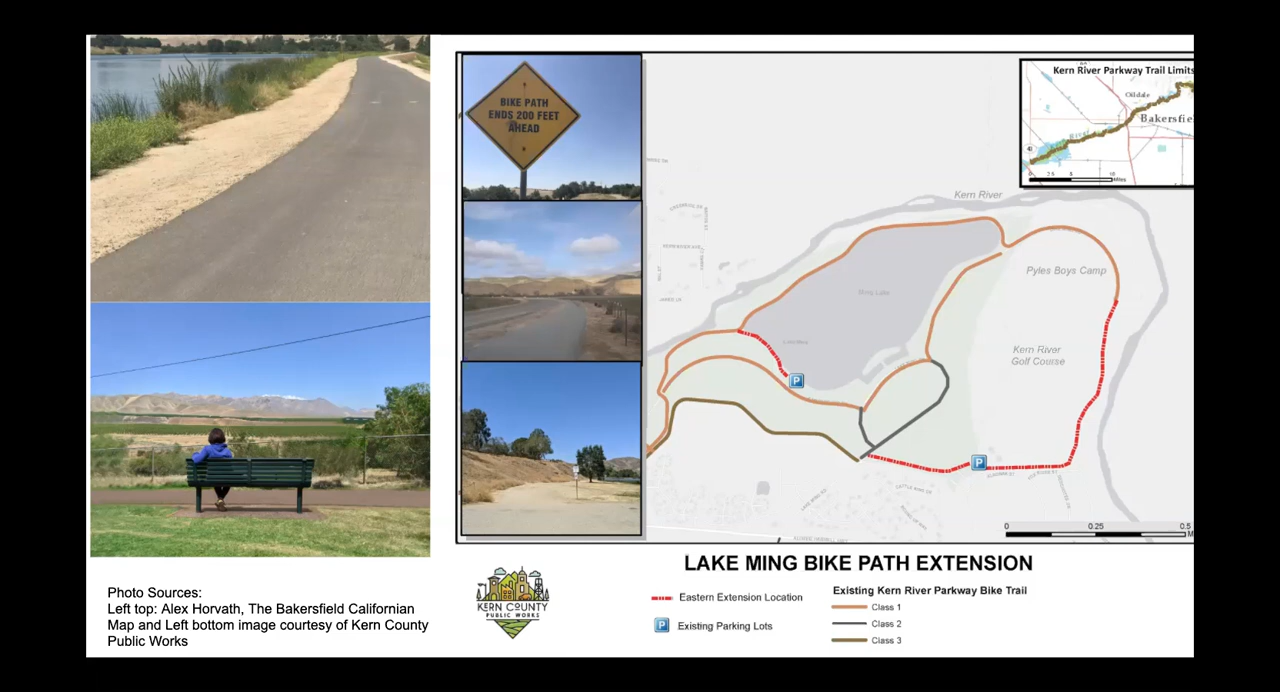 BIKE PATH
ENDS 200 FEET
AHEAD
Kern River Parkway Trail Limits
Oildale
Bakersfie
Kern River
Pyles Boys Camp
Ming Lake
Kern River
Golf Course
P
P
0 0.25 0.5
LAKE MING BIKE PATH EXTENSION
Eastern Extension Location
P Existing Parking Lots
Existing Kern River Parkway Bike Trail
Class 1
Class 2
Class 3
KERN COUNTY
PUBLIC WORKS
Photo Sources:
Left top: Alex Horvath, The Bakersfield Californian
Map and Left bottom image courtesy of Kern County
Public Works